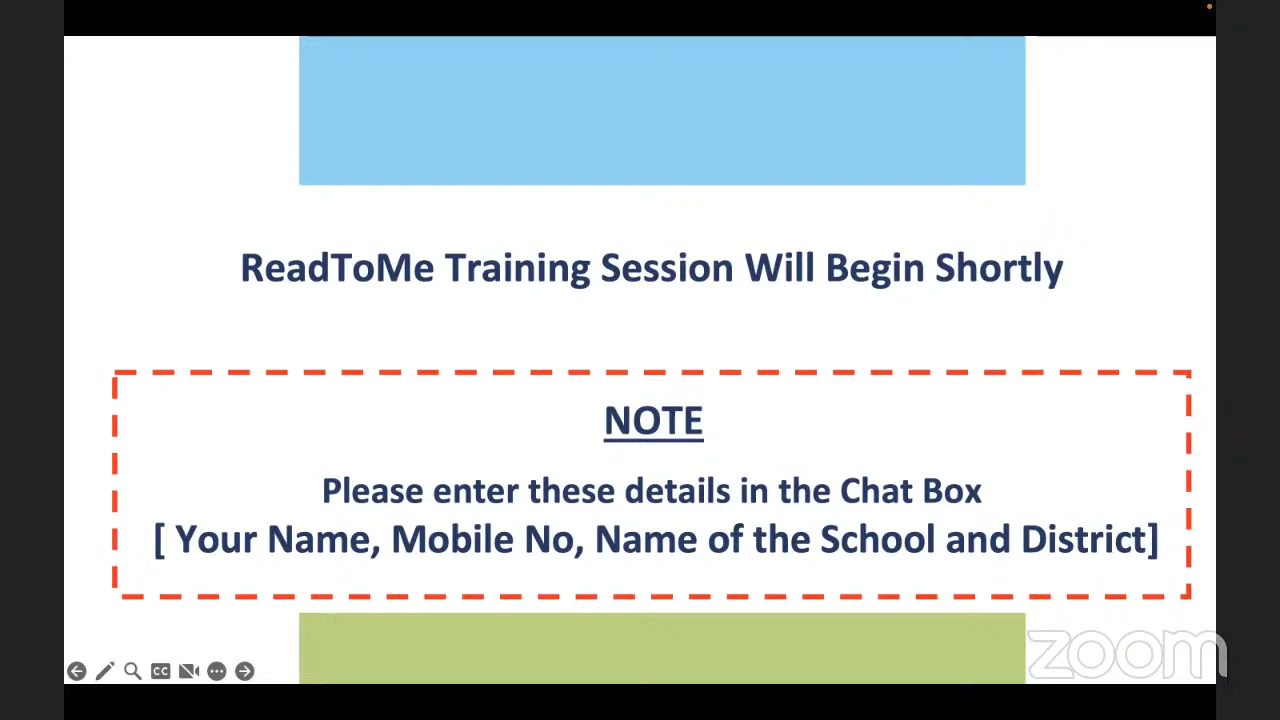 ReadToMe Training Session Will Begin Shortly
NOTE
Please enter these details in the Chat Box
[ Your Name, Mobile No, Name of the School and District]
CC
zoom